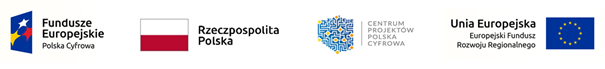 Fundusze
Europejskie
Polska Cyfrowa
Rzeczpospolita
Polska
CENTRUM
PROJEKTÓW
POLSKA
CYFROWA
Unia Europejska
Europejski Fundusz
Rozwoju Regionalnego